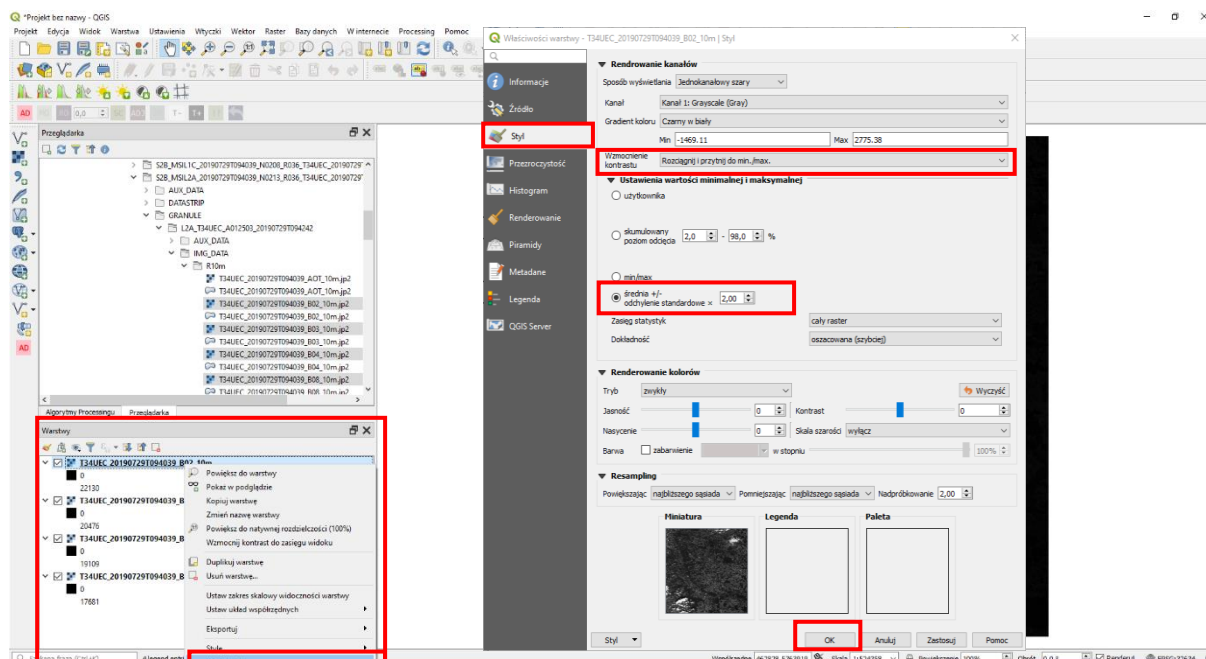 *Projekt bez nazwy - QGIS
Projekt Edycja Widok Warstwa Ustawienia Wtyczki Wektor Raster Bazy danych W internecie Processing Pomoc
AD 0,0
Przeglądarka
S2B_MSIL1C_20190729T094039_N0208_R036_T34UEC_20190729
S2B_MSIL2A_20190729T094039_N0213_R036_T34UEC_20190729
AUX_DATA
DATASTRIP
GRANULE
L2A_T34UEC_A012503_20190729T094242
AUX_DATA
IMG_DATA
R10m
T34UEC_20190729T094039_AOT_10m.jp2
T34UEC_20190729T094039_AOT_10m.jp2
T34UEC_20190729T094039_B02_10m.jp2
T34UEC_20190729T094039_B02_10m.jp2
T34UEC_20190729T094039_B03_10m.jp2
T34UEC_20190729T094039_B03_10m.jp2
T34UEC_20190729T094039_B04_10m.jp2
T34UEC_20190729T094039_B04_10m.jp2
T34UEC_20190729T094039_B08_10m.jp2
T34UEC_20190729T094039_B08_10m.jp2
Algorytmy Processingu Przeglądarka
Warstwy
T34UEC_20190729T094039_B02_10m
0
22130
T34UEC_20190729T094039_B
0
20476
T34UEC_20190729T094039_B
0
19109
T34UEC_20190729T094039_B
0
17681
Powiększ do warstwy
Pokaż w podglądzie
Kopiuj warstwę
Zmień nazwę warstwy
Powiększ do natywnej rozdzielczości (100%)
Wzmocnij kontrast do zasięgu widoku
Duplikuj warstwę
Usuń warstwę...
Ustaw zakres skalowy widoczności warstwy
Ustaw układ współrzędnych
Eksportuj
Style
Właściwości warstwy - T34UEC_20190729T094039_B02_10m | Styl
Informacje
Źródło
Styl
Przezroczystość
Histogram
Renderowanie
Piramidy
Metadane
Legenda
QGIS Server
Rendrowanie kanałów
Sposób wyświetlania Jednokanałowy szary
Kanał Kanał 1: Grayscale (Gray)
Gradient koloru Czarny w biały
Min -1469.11 Max 2775.38
Wzmocnienie kontrastu Rozciągnij i przytnij do min./max.
Ustawienia wartości minimalnej i maksymalnej
użytkownika
skumulowany poziom odcięcia 2,0 - 98,0 %
min/max
średnia +/- odchylenie standardowe × 2,00
Zasięg statystyk cały raster
Dokładność oszacowana (szybciej)
Renderowanie kolorów
Tryb zwykły Wyczyść
Jasność 0 Kontrast 0
Nasycenie 0 Skala szarości wyłącz
Barwa zabarwienie w stopniu 100%
Resampling
Powiększając najbliższego sąsiada Pomniejszając najbliższego sąsiada Nadpróbkowanie 2,00
Miniatura Legenda Paleta
Styl OK Anuluj Zastosuj Pomoc